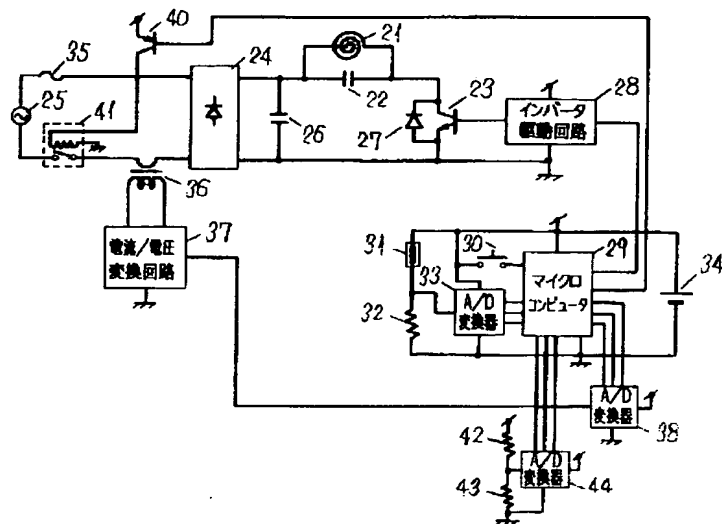 40
35
24
21
25
41
22
23
26
27
インバータ
駆動回路
28
36
電流/電圧
変換回路
37
31
30
29
33
マイクロ
コンピュータ
34
32
A/D
変換器
A/D
変換器
38
42
43
A/D
変換器
44